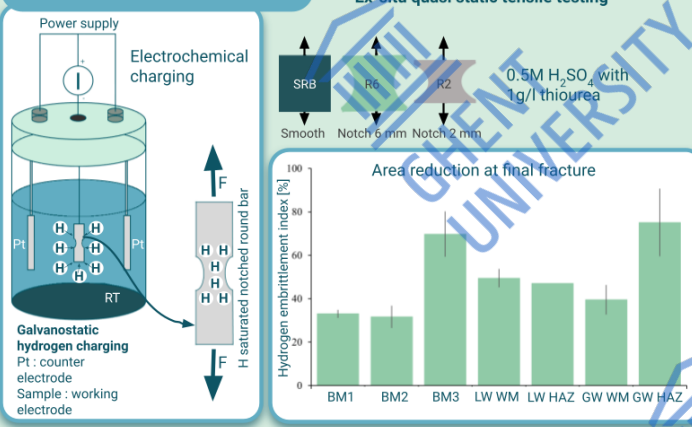 Ex-situ quasi static tensile testing
Power supply
Electrochemical
charging
+
I
Pt
Pt
H H
H H
H H
H
RT
Galvanostatic
hydrogen charging
Pt : counter
electrode
Sample : working
electrode
F
H H
H H
H
H H
H H
F
H saturated notched round bar
SRB
R6
R2
Smooth
Notch 6 mm
Notch 2 mm
0.5M H₂SO₄ with
1g/l thiourea
Area reduction at final fracture
Hydrogen embrittlement index [%]
100
80
60
40
20
0
BM1 BM2 BM3 LW WM LW HAZ GW WM GW HAZ
GHENT
UNIVERSITY